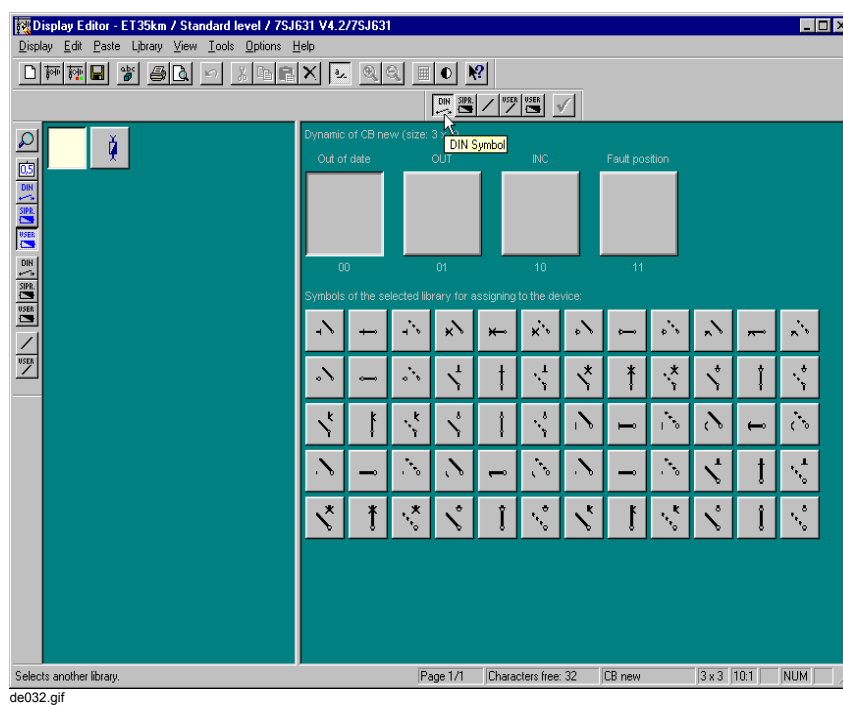 Display Editor - ET35km / Standard level / 7SJ631 V4.2/7SJ631
Display Edit Paste Library View Tools Options Help
abc
DIN SIPR. USER USER
Dynamic of CB new (size: 3 x
DIN Symbol
Out of date OUT INC Fault position
0,5
DIN
SIPR.
USER
DIN
SIPR.
USER
USER
00 01 10 11
Symbols of the selected library for assigning to the device:
Selects another library. Page 1/1 Characters free: 32 CB new 3 x 3 10:1 NUM
de032.gif